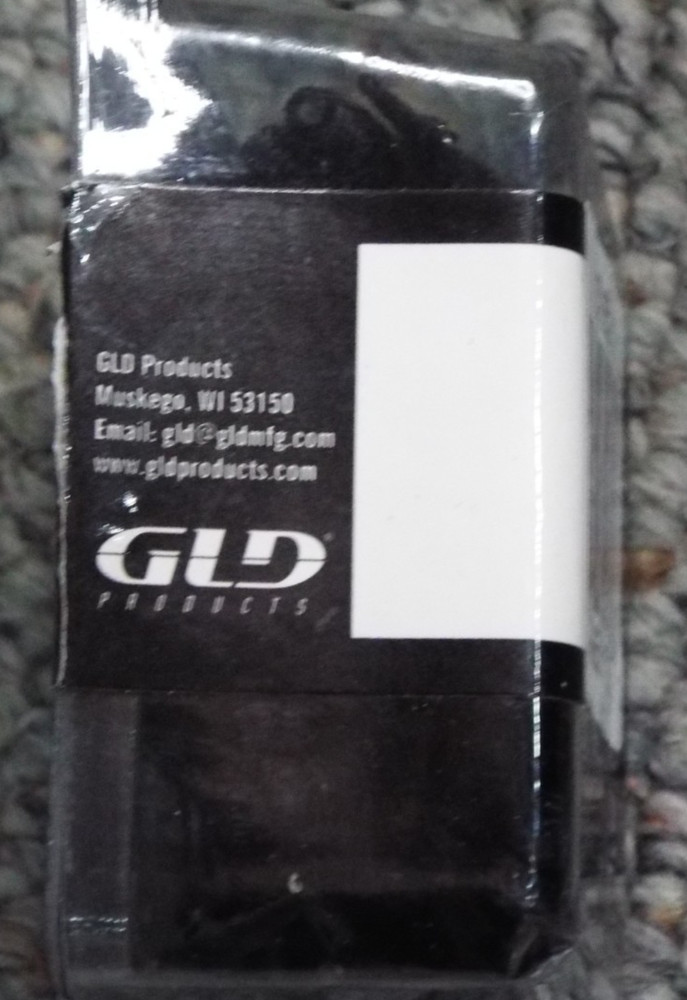 GLD Products
Muskego, WI 53150
Email: gld@gldmfg.com
www.gldproducts.com
GLD
PRODUCTS